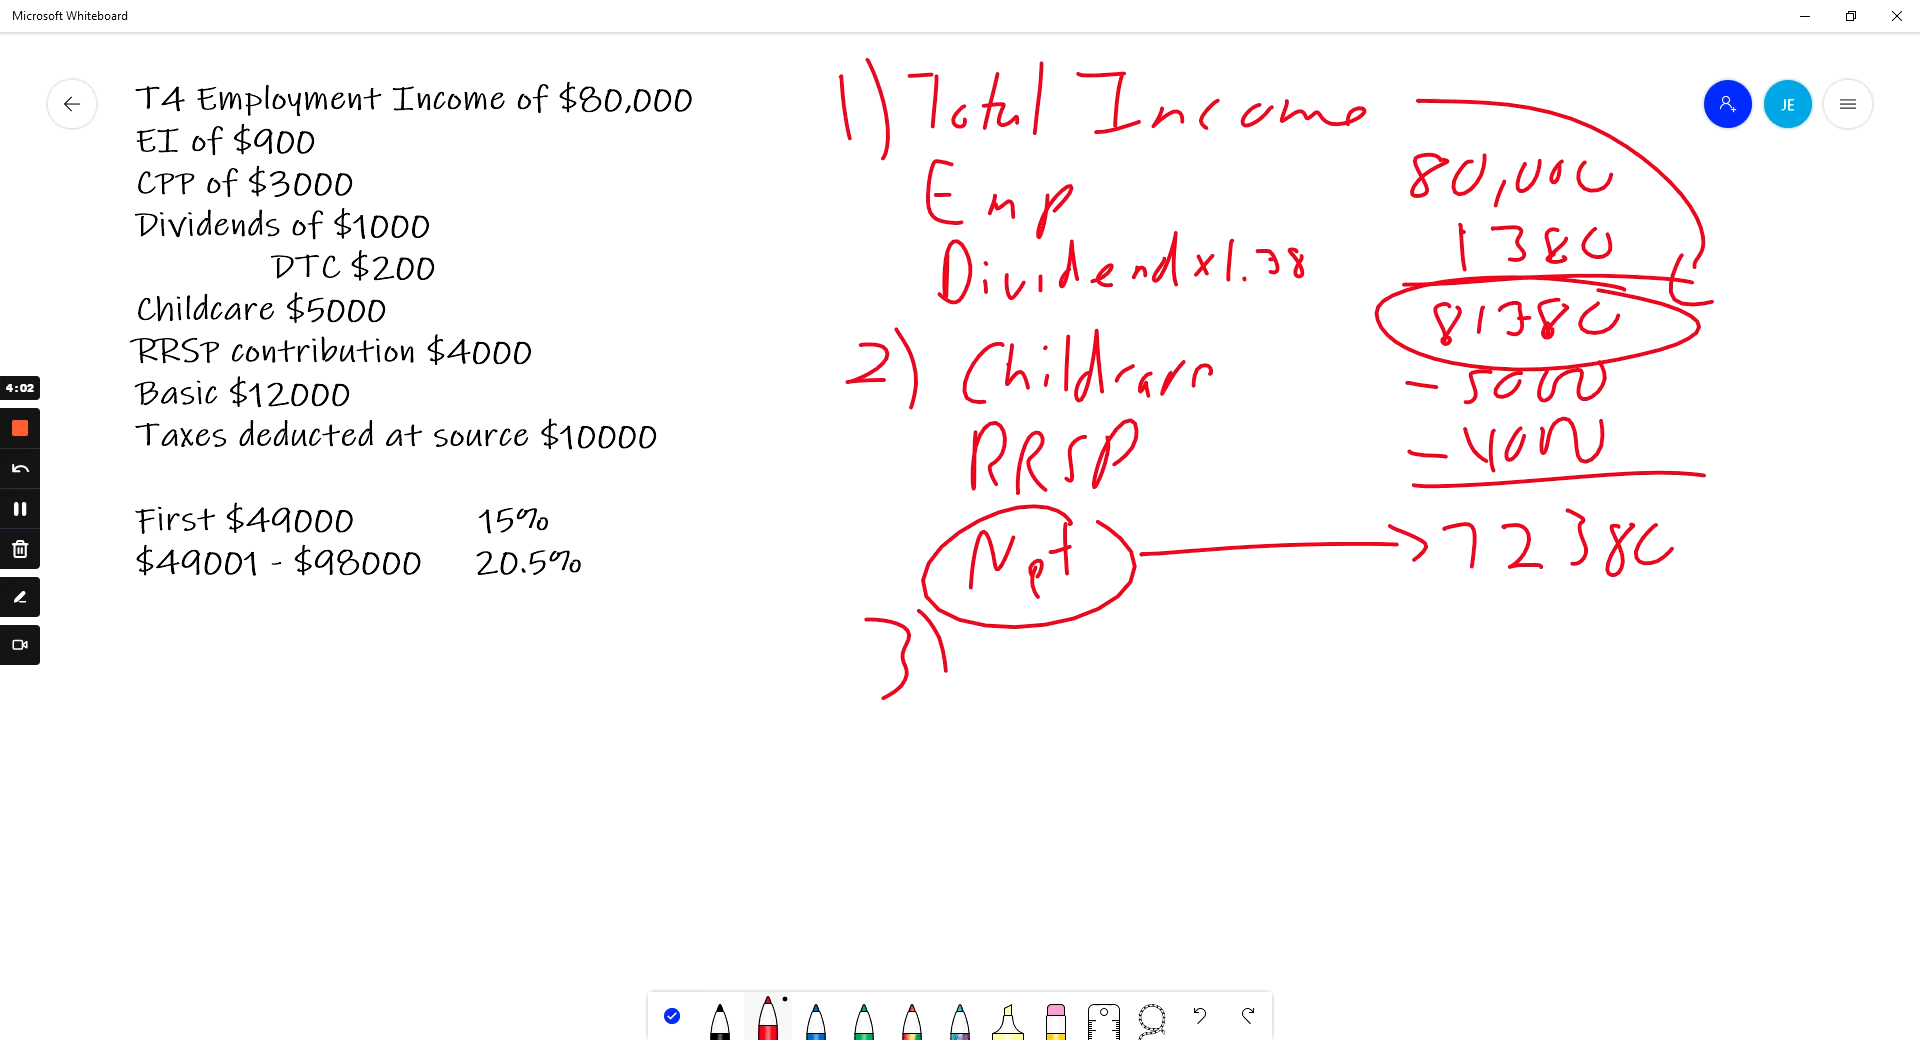 Microsoft Whiteboard
T4 Employment Income of $80,000
EI of $900
CPP of $3000
Dividends of $1000
DTC $200
Childcare $5000
RRSP contribution $4000
Basic $12000
Taxes deducted at source $10000
First $49000 15%
$49001 - $98000 20.5%
4:02
1) Total Income
Emp 80,000
Dividend x 1.38 1380
81380
2) Childcare - 5000
RRSP - 4000
Net 72380
3)
JE